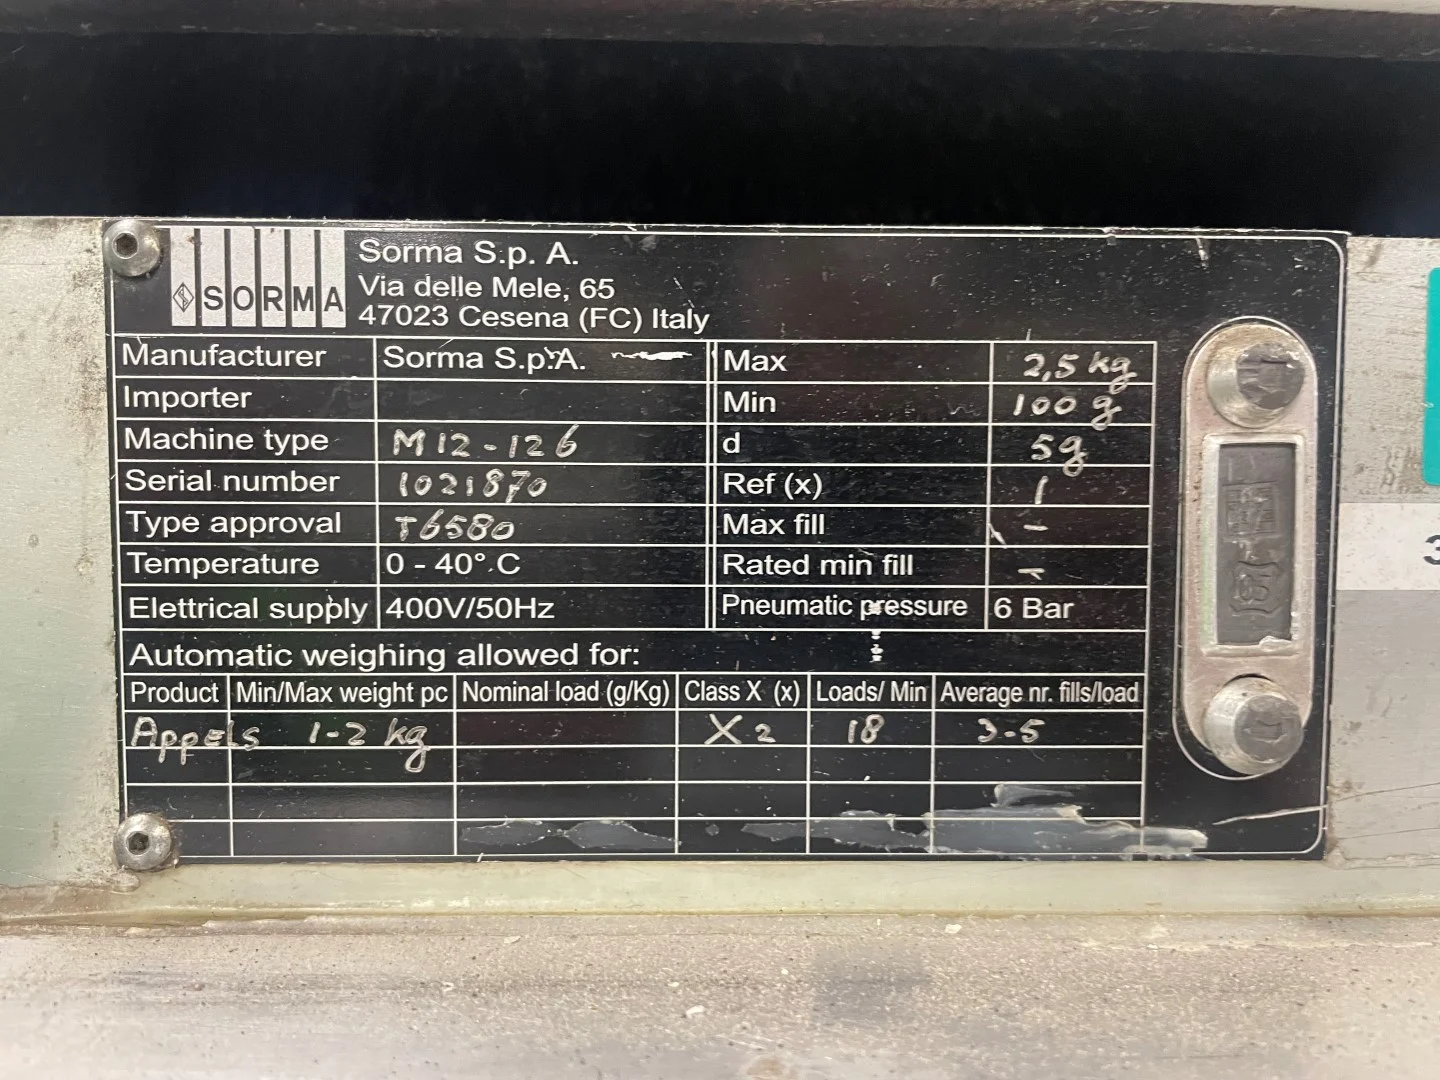 SORMA
Sorma S.p. A.
Via delle Mele, 65
47023 Cesena (FC) Italy
Manufacturer Sorma S.p.A. Max 2,5 kg
Importer Min 100 g
Machine type M12-126 d 5g
Serial number 1021870 Ref (x) 1
Type approval T6580 Max fill -
Temperature 0 - 40° C Rated min fill -
Elettrical supply 400V/50Hz Pneumatic pressure 6 Bar
Automatic weighing allowed for:
Product Min/Max weight pc Nominal load (g/Kg) Class X (x) Loads/ Min Average nr. fills/load
Appels 1-2 kg X 2 18 3-5
3